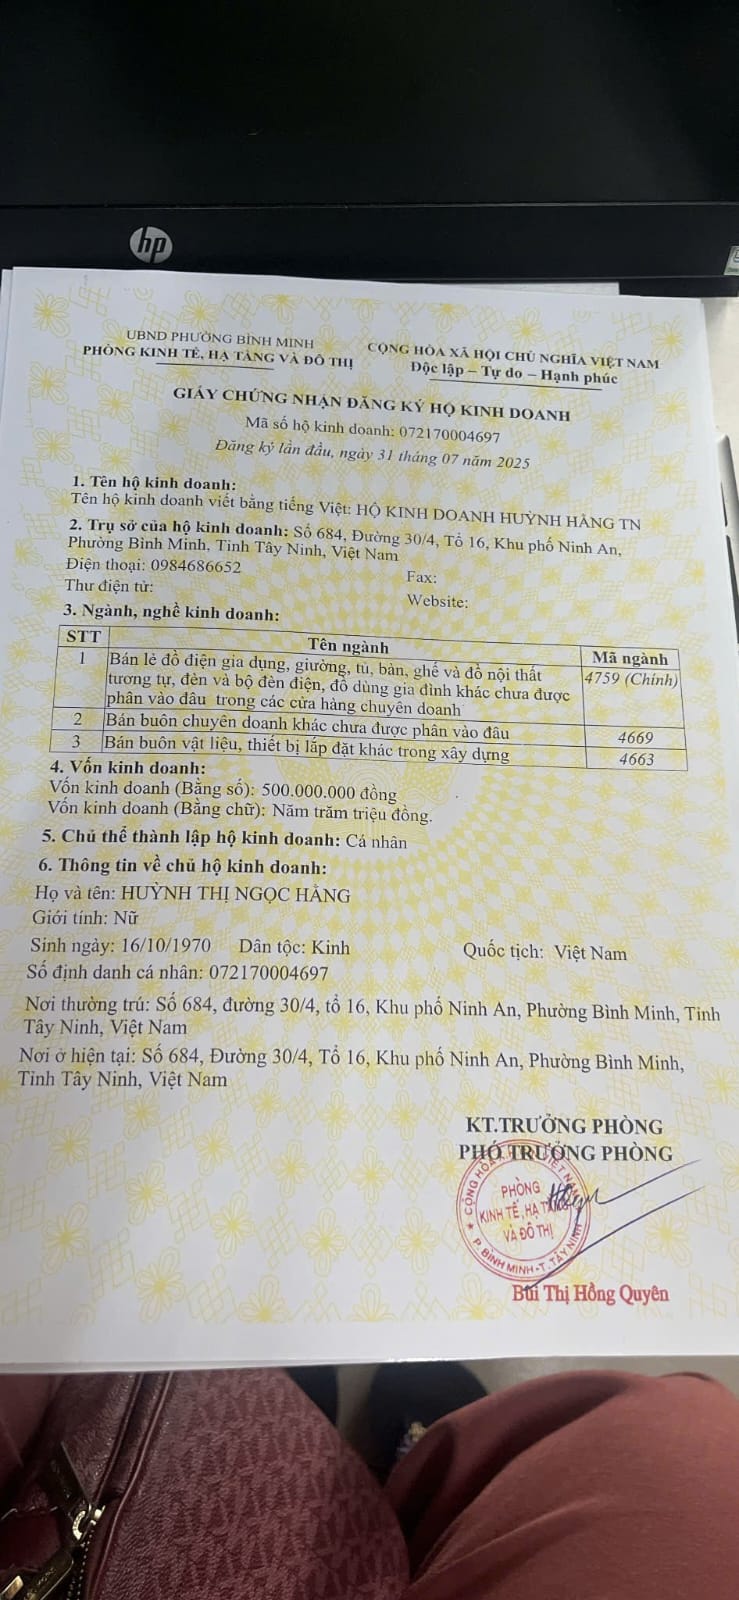 hp
UBND PHƯỜNG BÌNH MINH
PHÒNG KINH TẾ, HẠ TẦNG VÀ ĐÔ THỊ
CỘNG HÒA XÃ HỘI CHỦ NGHĨA VIỆT NAM
Độc lập – Tự do – Hạnh phúc
GIẤY CHỨNG NHẬN ĐĂNG KÝ HỘ KINH DOANH
Mã số hộ kinh doanh: 072170004697
Đăng ký lần đầu, ngày 31 tháng 07 năm 2025
1. Tên hộ kinh doanh:
Tên hộ kinh doanh viết bằng tiếng Việt: HỘ KINH DOANH HUỲNH HẰNG TN
2. Trụ sở của hộ kinh doanh: Số 684, Đường 30/4, Tổ 16, Khu phố Ninh An,
Phường Bình Minh, Tỉnh Tây Ninh, Việt Nam
Điện thoại: 0984686652
Fax:
Thư điện tử:
Website:
3. Ngành, nghề kinh doanh:
STT Tên ngành Mã ngành
1 Bán lẻ đồ điện gia dụng, giường, tủ, bàn, ghế và đồ nội thất 4759 (Chính)
tương tự, đèn và bộ đèn điện, đồ dùng gia đình khác chưa được
phân vào đâu trong các cửa hàng chuyên doanh
2 Bán buôn chuyên doanh khác chưa được phân vào đâu 4669
3 Bán buôn vật liệu, thiết bị lắp đặt khác trong xây dựng 4663
4. Vốn kinh doanh:
Vốn kinh doanh (Bằng số): 500.000.000 đồng
Vốn kinh doanh (Bằng chữ): Năm trăm triệu đồng.
5. Chủ thể thành lập hộ kinh doanh: Cá nhân
6. Thông tin về chủ hộ kinh doanh:
Họ và tên: HUỲNH THỊ NGỌC HẰNG
Giới tính: Nữ
Sinh ngày: 16/10/1970 Dân tộc: Kinh Quốc tịch: Việt Nam
Số định danh cá nhân: 072170004697
Nơi thường trú: Số 684, đường 30/4, tổ 16, Khu phố Ninh An, Phường Bình Minh, Tỉnh
Tây Ninh, Việt Nam
Nơi ở hiện tại: Số 684, Đường 30/4, Tổ 16, Khu phố Ninh An, Phường Bình Minh,
Tỉnh Tây Ninh, Việt Nam
KT.TRƯỞNG PHÒNG
PHÓ TRƯỞNG PHÒNG
PHÒNG
KINH TẾ, HẠ TẦNG
VÀ ĐÔ THỊ
P. BÌNH MINH - T. TÂY NINH
Bùi Thị Hồng Quyên